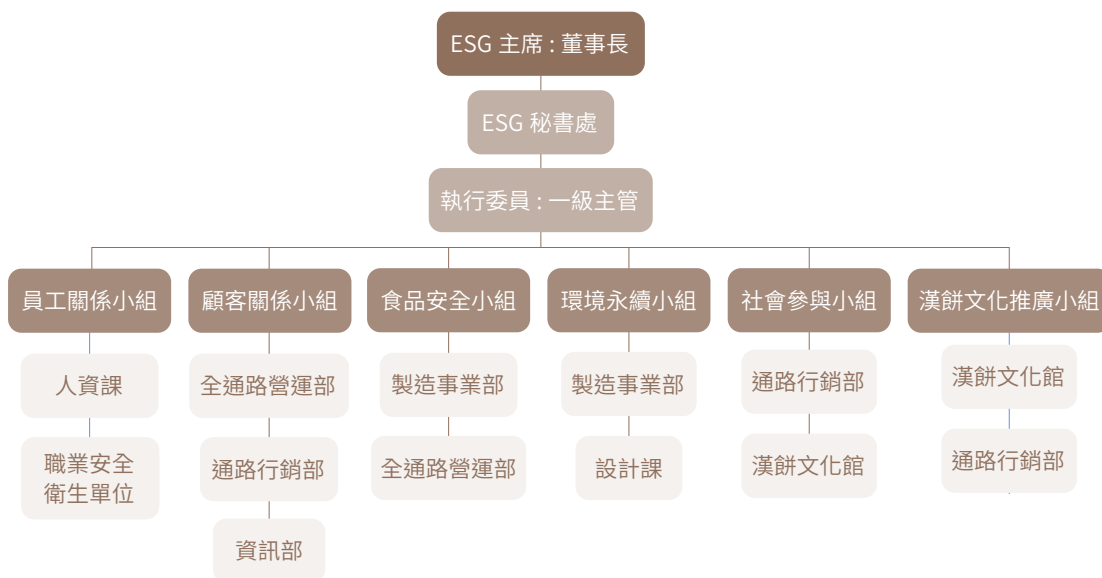 ESG 主席 : 董事長
ESG 秘書處
執行委員 : 一級主管
員工關係小組
顧客關係小組
食品安全小組
環境永續小組
社會參與小組
漢餅文化推廣小組
人資課
全通路營運部
製造事業部
製造事業部
通路行銷部
漢餅文化館
職業安全
衛生單位
通路行銷部
全通路營運部
設計課
漢餅文化館
通路行銷部
資訊部